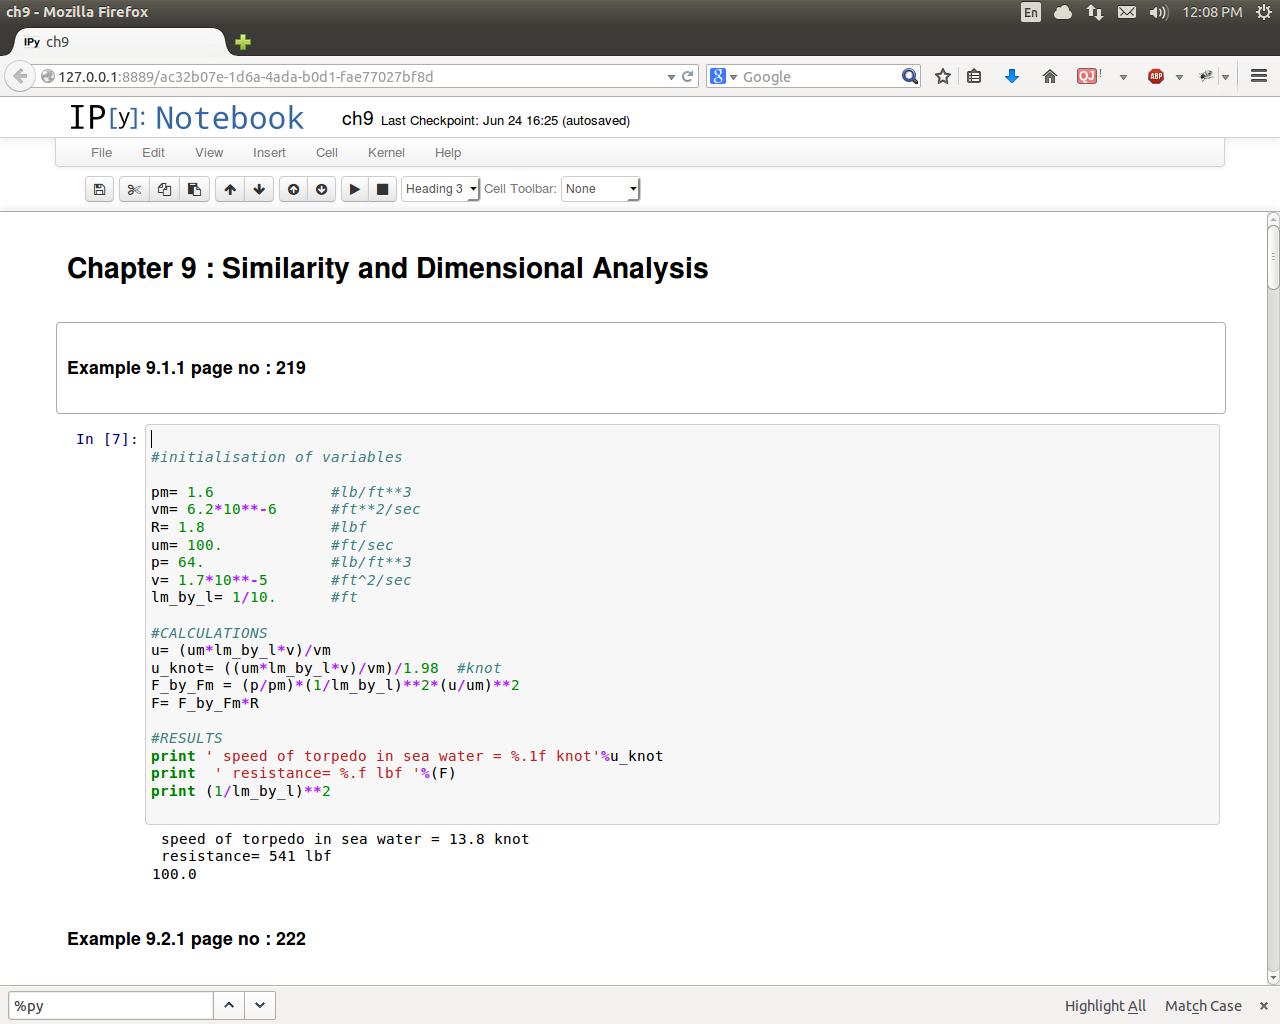 ch9 - Mozilla Firefox
En
12:08 PM
IPy ch9
127.0.0.1:8889/ac32b07e-1d6a-4ada-b0d1-fae77027bf8d
8 Google
QJ !
ABP
IP[y]: Notebook ch9 Last Checkpoint: Jun 24 16:25 (autosaved)
File Edit View Insert Cell Kernel Help
Heading 3 Cell Toolbar: None
Chapter 9 : Similarity and Dimensional Analysis
Example 9.1.1 page no : 219
In [7]:
#initialisation of variables
pm= 1.6 #lb/ft**3
vm= 6.2*10**-6 #ft**2/sec
R= 1.8 #lbf
um= 100. #ft/sec
p= 64. #lb/ft**3
v= 1.7*10**-5 #ft^2/sec
lm_by_l= 1/10. #ft
#CALCULATIONS
u= (um*lm_by_l*v)/vm
u_knot= ((um*lm_by_l*v)/vm)/1.98 #knot
F_by_Fm = (p/pm)*(1/lm_by_l)**2*(u/um)**2
F= F_by_Fm*R
#RESULTS
print ' speed of torpedo in sea water = %.1f knot'%u_knot
print ' resistance= %.f lbf '%(F)
print (1/lm_by_l)**2
speed of torpedo in sea water = 13.8 knot
resistance= 541 lbf
100.0
Example 9.2.1 page no : 222
%py
Highlight All Match Case ×